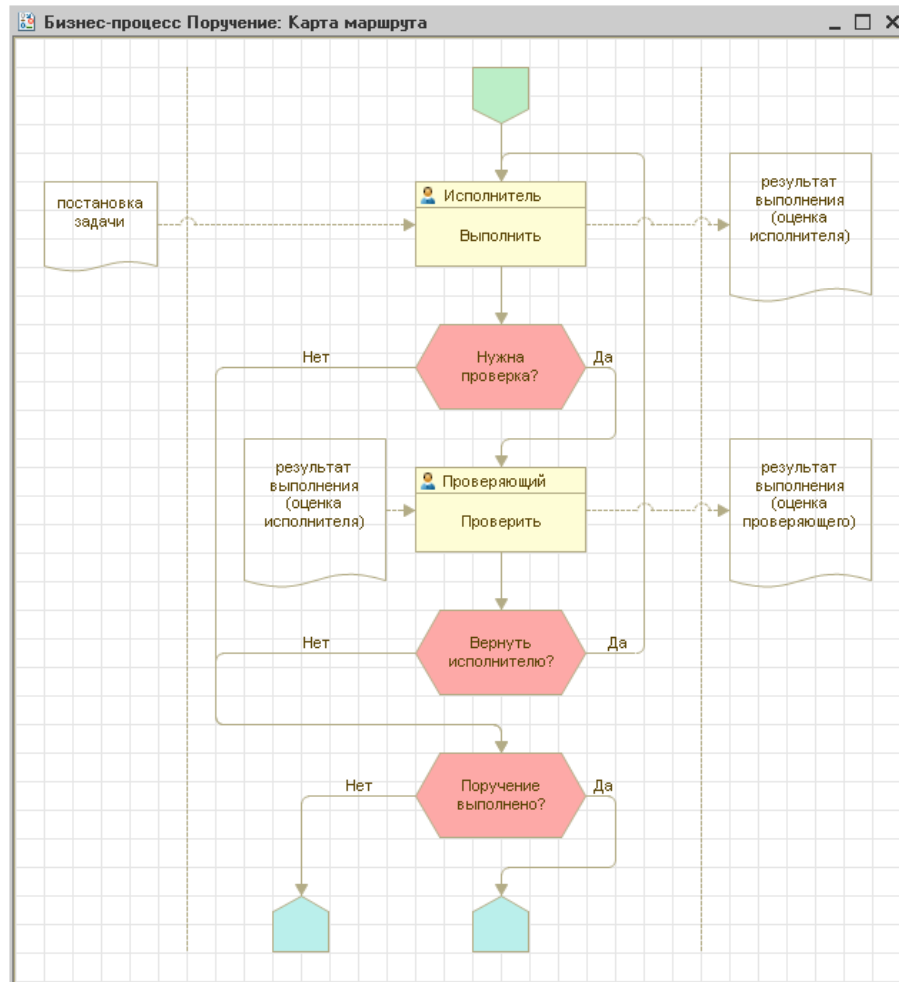 Бизнес-процесс Поручение: Карта маршрута
постановка
задачи
Исполнитель
Выполнить
результат
выполнения
(оценка
исполнителя)
Нет
Нужна
проверка?
Да
результат
выполнения
(оценка
исполнителя)
Проверяющий
Проверить
результат
выполнения
(оценка
проверяющего)
Нет
Вернуть
исполнителю?
Да
Нет
Поручение
выполнено?
Да